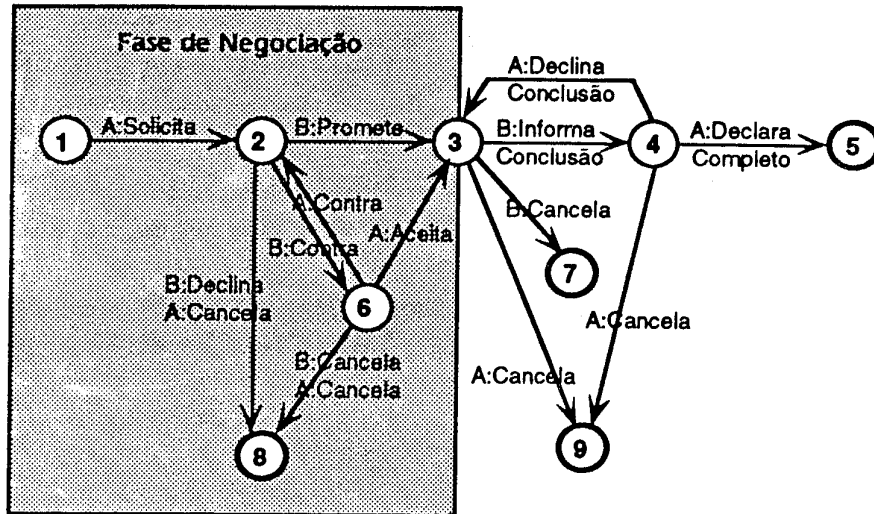 Fase de Negociação
A:Declina
Conclusão
1
A:Solicita
2
B:Promete
3
B:Informa
Conclusão
4
A:Declara
Completo
5
A:Contra
B:Contra
A:Aceita
B:Cancela
7
B:Declina
A:Cancela
6
A:Cancela
B:Cancela
A:Cancela
A:Cancela
8
9